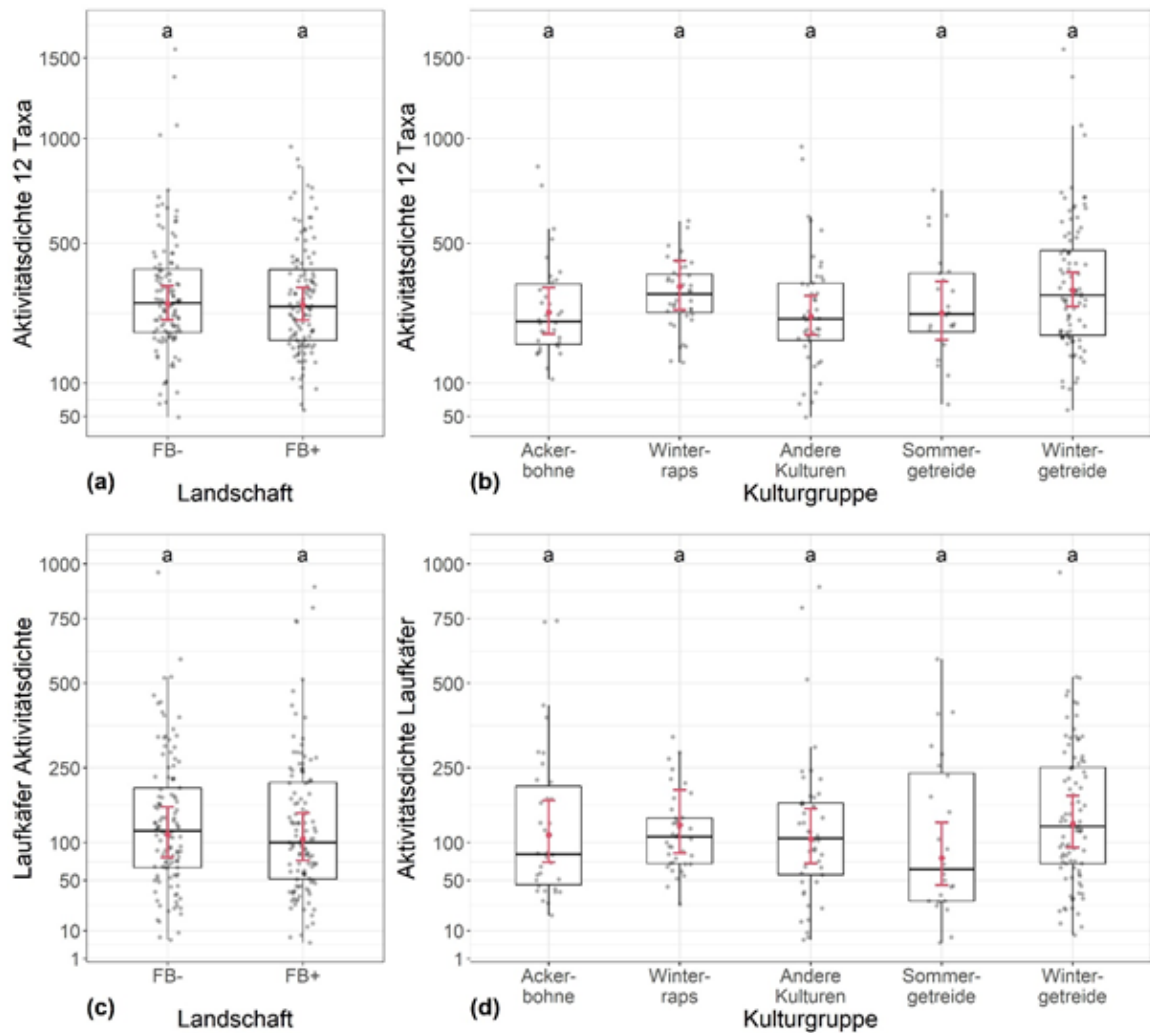 a a
Aktivitätsdichte 12 Taxa
1500
1000
500
100
50
FB- FB+
(a) Landschaft
a a a a a
Aktivitätsdichte 12 Taxa
1500
1000
500
100
50
Acker- Winter- Andere Sommer- Winter-
bohne raps Kulturen getreide getreide
(b) Kulturgruppe
a a
Laufkäfer Aktivitätsdichte
1000
750
500
250
100
50
10
1
FB- FB+
(c) Landschaft
a a a a a
Aktivitätsdichte Laufkäfer
1000
750
500
250
100
50
10
1
Acker- Winter- Andere Sommer- Winter-
bohne raps Kulturen getreide getreide
(d) Kulturgruppe